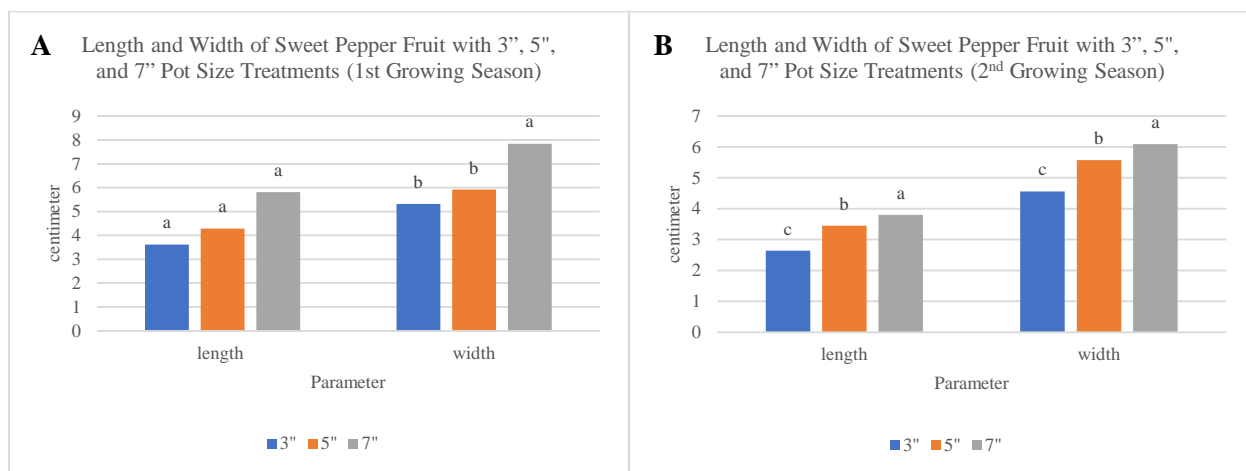 A
Length and Width of Sweet Pepper Fruit with 3”, 5",
and 7” Pot Size Treatments (1st Growing Season)
9
8
7
6
5
4
3
2
1
0
centimeter
a
a
a
b
b
a
length
width
Parameter
3"
5"
7"
B
Length and Width of Sweet Pepper Fruit with 3”, 5",
and 7” Pot Size Treatments (2nd Growing Season)
7
6
5
4
3
2
1
0
centimeter
c
b
a
c
b
a
length
width
Parameter
3"
5"
7"